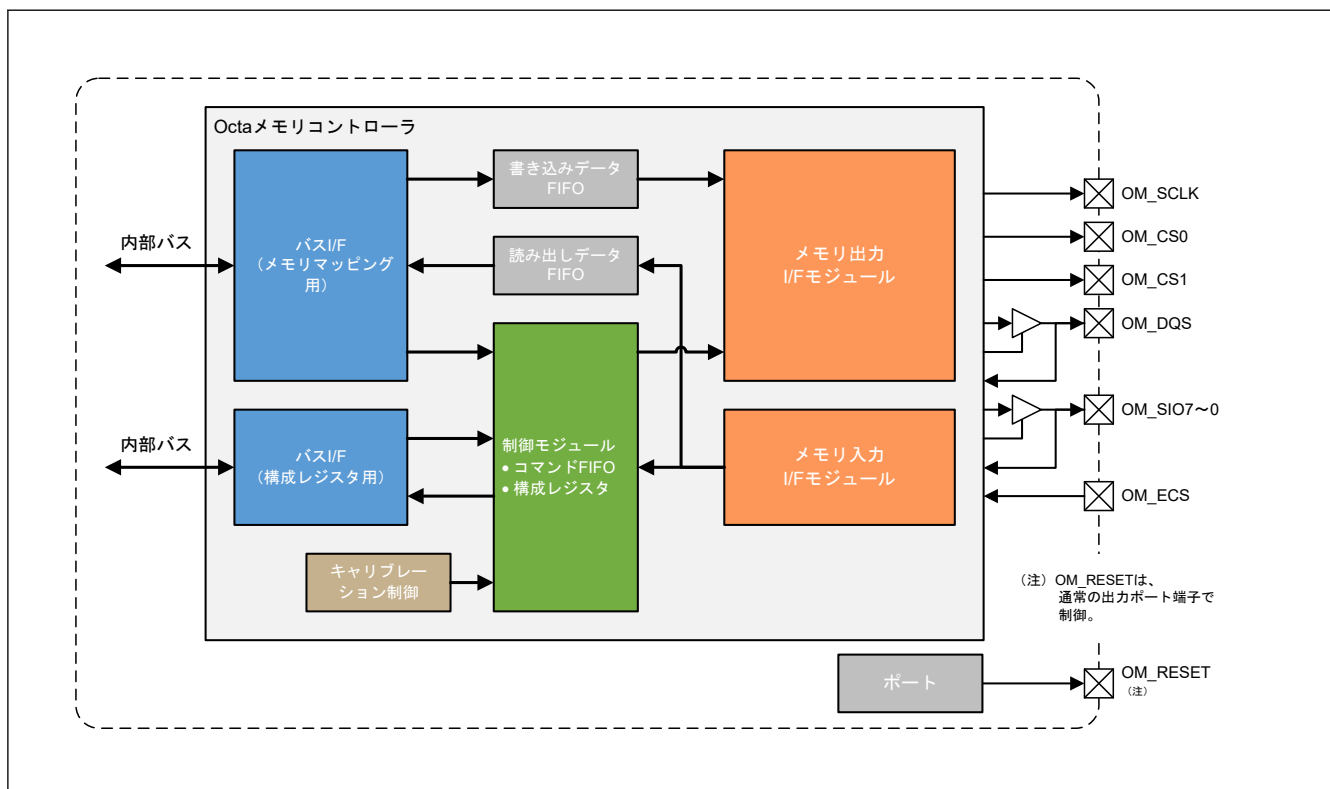 Octaメモリコントローラ
内部バス
バスI/F
(メモリマッピング
用)
書き込みデータ
FIFO
読み出しデータ
FIFO
メモリ出力
I/Fモジュール
内部バス
バスI/F
(構成レジスタ用)
制御モジュール
• コマンドFIFO
• 構成レジスタ
メモリ入力
I/Fモジュール
キャリブレー
ション制御
OM_SCLK
OM_CS0
OM_CS1
OM_DQS
OM_SIO7～0
OM_ECS
(注) OM_RESETは、
通常の出力ポート端子で
制御。
ポート
OM_RESET
(注)